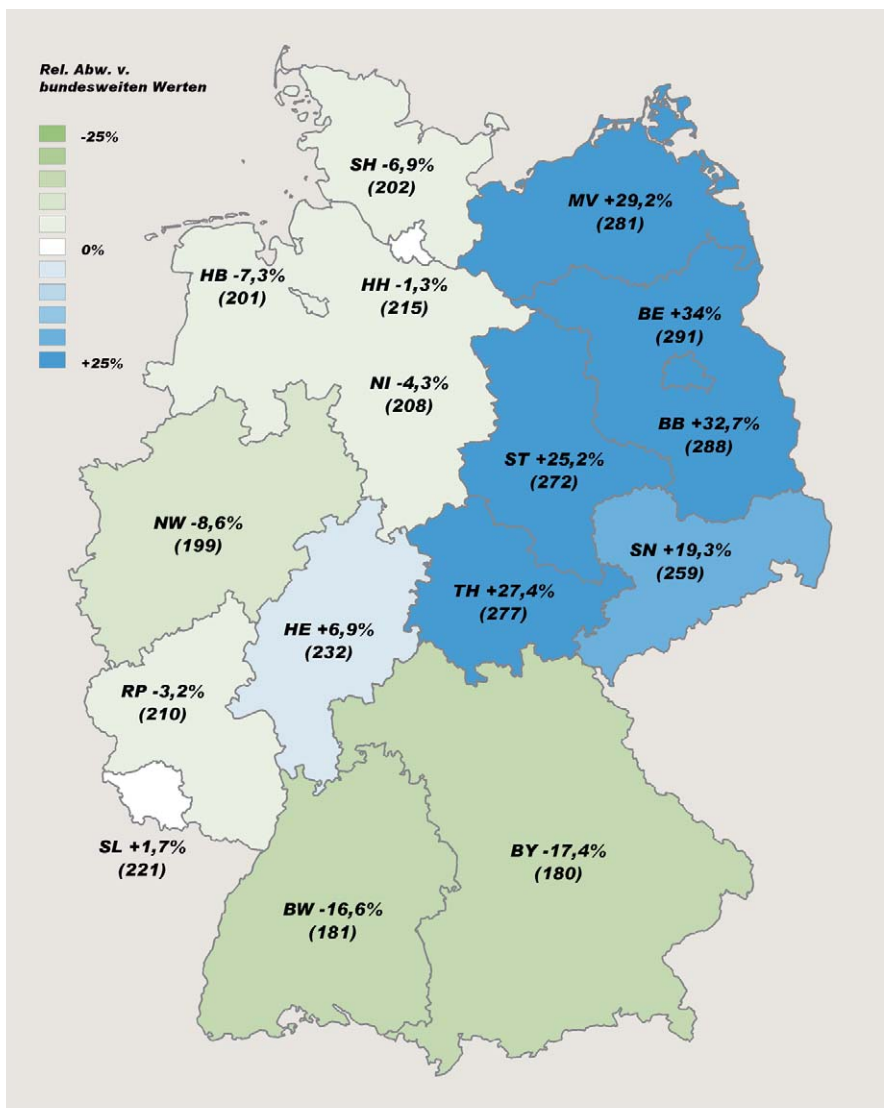 Rel. Abw. v.
bundesweiten Werten
-25%
0%
+25%
SH -6,9%
(202)
MV +29,2%
(281)
HB -7,3%
(201)
HH -1,3%
(215)
BE +34%
(291)
NI -4,3%
(208)
BB +32,7%
(288)
ST +25,2%
(272)
NW -8,6%
(199)
SN +19,3%
(259)
TH +27,4%
(277)
HE +6,9%
(232)
RP -3,2%
(210)
SL +1,7%
(221)
BY -17,4%
(180)
BW -16,6%
(181)